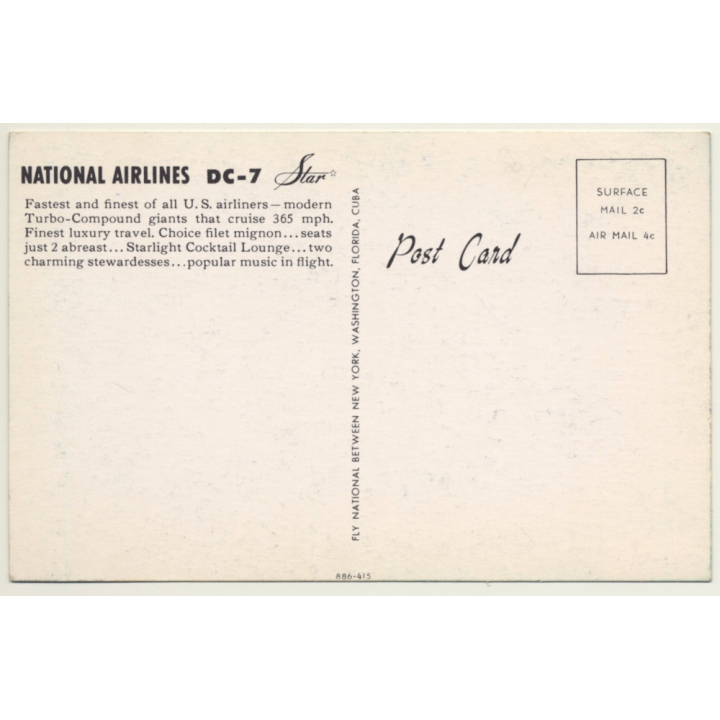 NATIONAL AIRLINES DC-7 Star
Fastest and finest of all U.S. airliners—modern
Turbo-Compound giants that cruise 365 mph.
Finest luxury travel. Choice filet mignon...seats
just 2 abreast...Starlight Cocktail Lounge...two
charming stewardesses...popular music in flight.
FLY NATIONAL BETWEEN NEW YORK, WASHINGTON, FLORIDA, CUBA
Post Card
SURFACE
MAIL 2c
AIR MAIL 4c
886-415